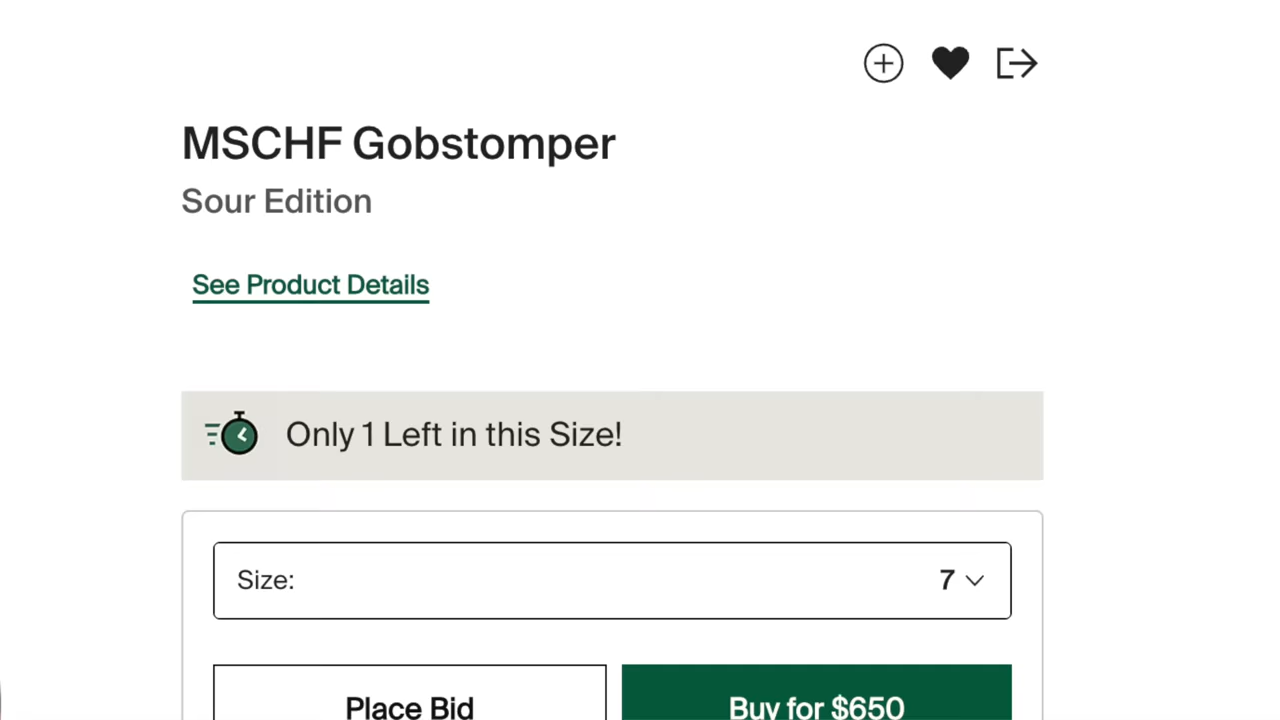 MSCHF Gobstomper
Sour Edition
See Product Details
Only 1 Left in this Size!
Size: 7
Place Bid
Buy for $650